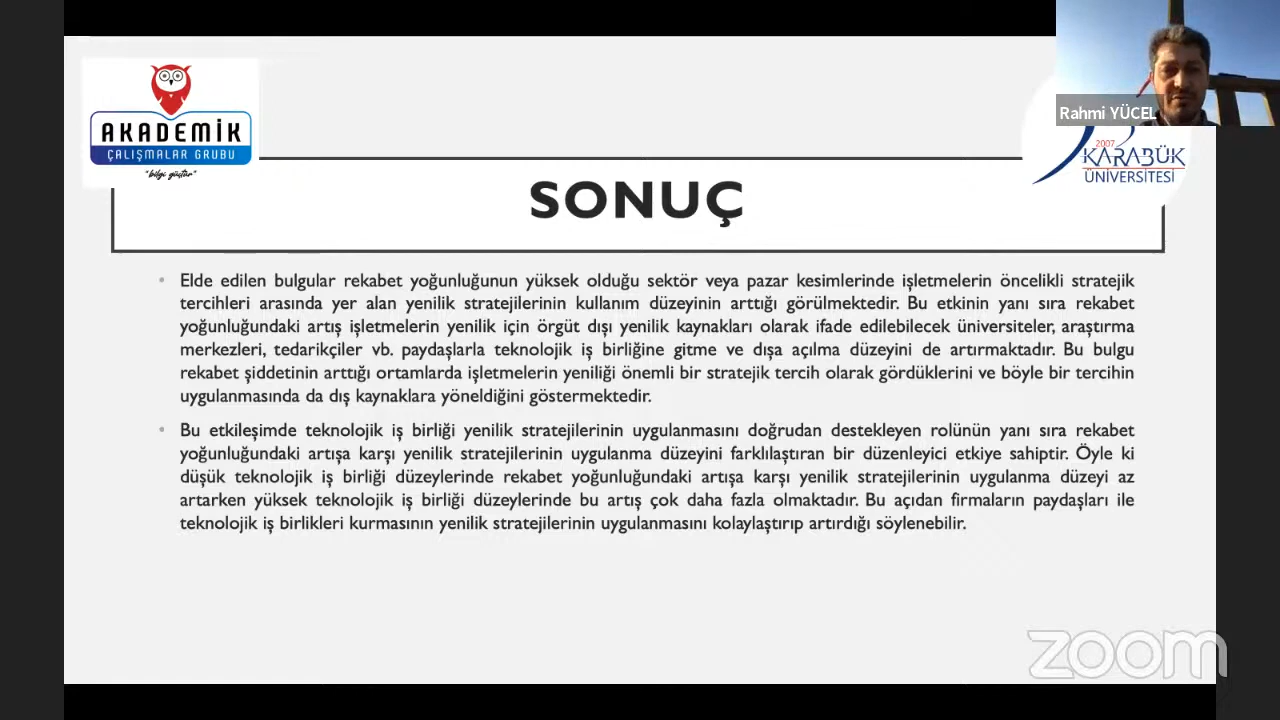 Rahmi YÜCEL
AKADEMİK
ÇALIŞMALAR GRUBU
"bilgi güçtür"
2007
KARABÜK
ÜNİVERSİTESİ
SONUÇ
• Elde edilen bulgular rekabet yoğunluğunun yüksek olduğu sektör veya pazar kesimlerinde işletmelerin öncelikli stratejik
tercihleri arasında yer alan yenilik stratejilerinin kullanım düzeyinin arttığı görülmektedir. Bu etkinin yanı sıra rekabet
yoğunluğundaki artış işletmelerin yenilik için örgüt dışı yenilik kaynakları olarak ifade edilebilecek üniversiteler, araştırma
merkezleri, tedarikçiler vb. paydaşlarla teknolojik iş birliğine gitme ve dışa açılma düzeyini de artırmaktadır. Bu bulgu
rekabet şiddetinin arttığı ortamlarda işletmelerin yeniliği önemli bir stratejik tercih olarak gördüklerini ve böyle bir tercihin
uygulanmasında da dış kaynaklara yöneldiğini göstermektedir.
• Bu etkileşimde teknolojik iş birliği yenilik stratejilerinin uygulanmasını doğrudan destekleyen rolünün yanı sıra rekabet
yoğunluğundaki artışa karşı yenilik stratejilerinin uygulanma düzeyini farklılaştıran bir düzenleyici etkiye sahiptir. Öyle ki
düşük teknolojik iş birliği düzeylerinde rekabet yoğunluğundaki artışa karşı yenilik stratejilerinin uygulanma düzeyi az
artarken yüksek teknolojik iş birliği düzeylerinde bu artış çok daha fazla olmaktadır. Bu açıdan firmaların paydaşları ile
teknolojik iş birlikleri kurmasının yenilik stratejilerinin uygulanmasını kolaylaştırıp artırdığı söylenebilir.
zoom